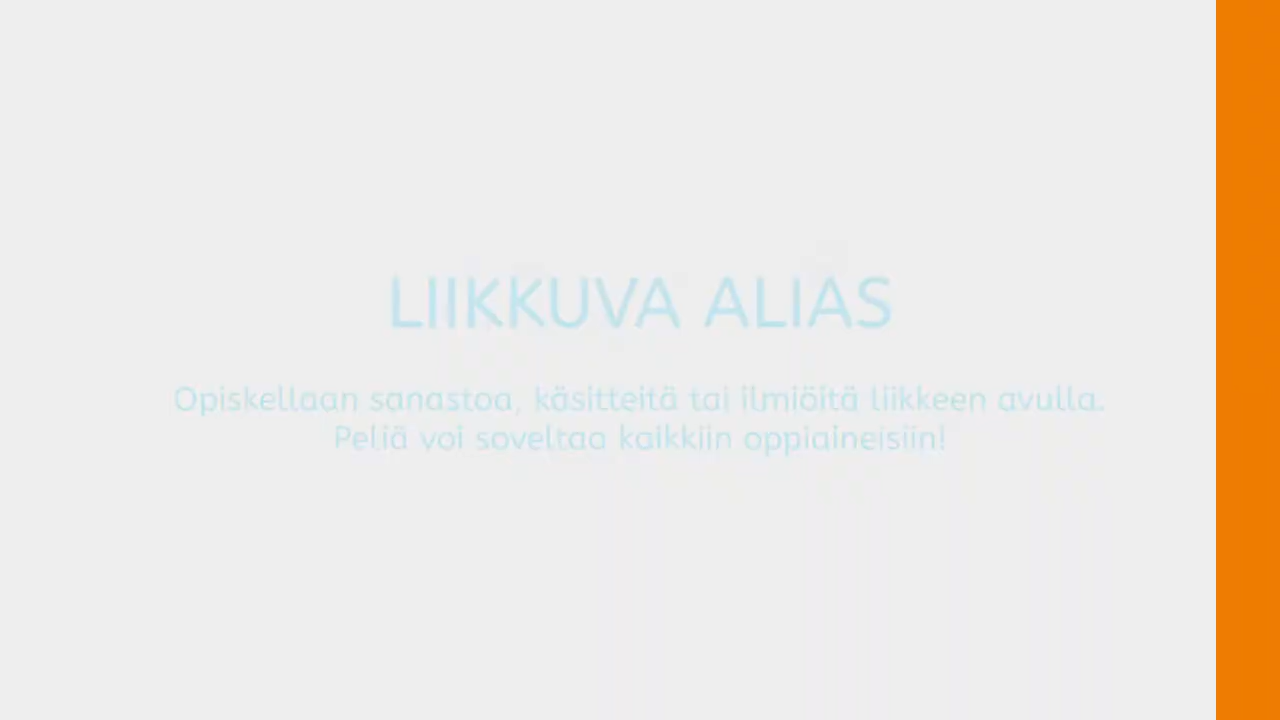 LIIKKUVA ALIAS
Opiskellaan sanastoa, käsitteitä tai ilmiöitä liikkeen avulla.
Peliä voi soveltaa kaikkiin oppiaineisiin!